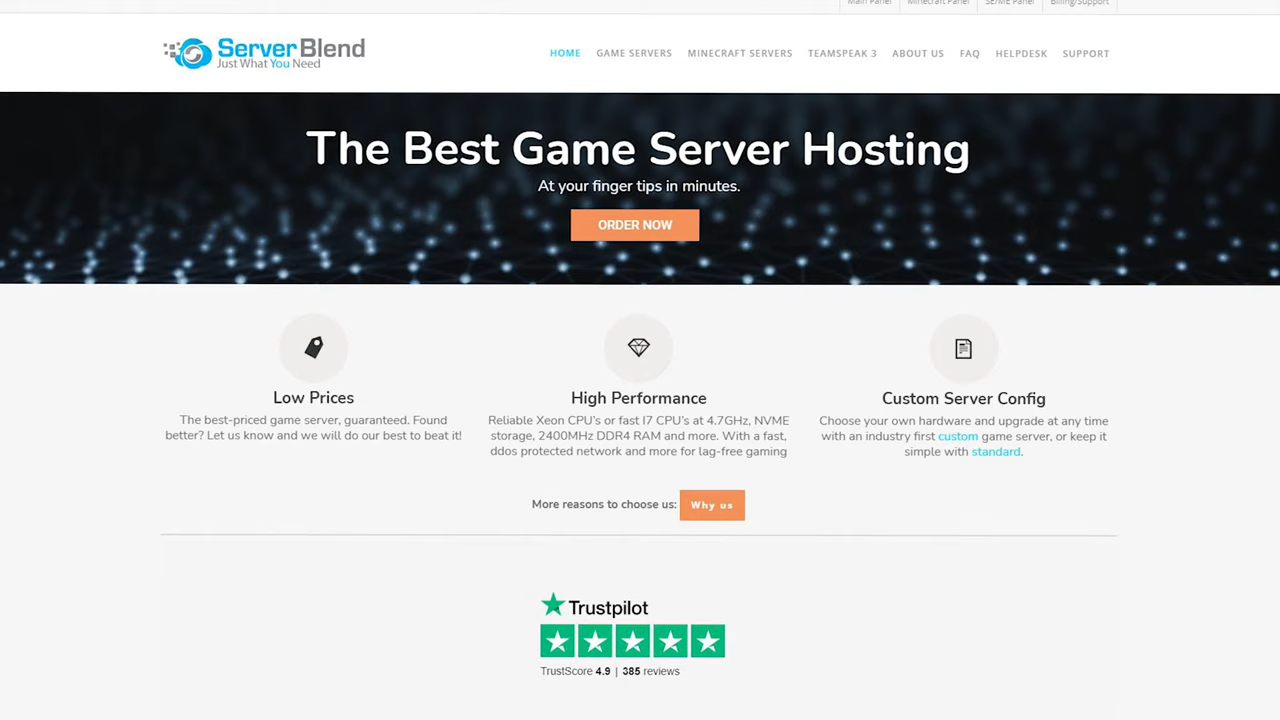 Main Panel Minecraft Panel SE/ME Panel Billing/Support
ServerBlend
Just What You Need
HOME GAME SERVERS MINECRAFT SERVERS TEAMSPEAK 3 ABOUT US FAQ HELPDESK SUPPORT
The Best Game Server Hosting
At your finger tips in minutes.
ORDER NOW
Low Prices
The best-priced game server, guaranteed. Found
better? Let us know and we will do our best to beat it!
High Performance
Reliable Xeon CPU's or fast I7 CPU's at 4.7GHz, NVME
storage, 2400MHz DDR4 RAM and more. With a fast,
ddos protected network and more for lag-free gaming
Custom Server Config
Choose your own hardware and upgrade at any time
with an industry first custom game server, or keep it
simple with standard.
More reasons to choose us: Why us
Trustpilot
TrustScore 4.9 | 385 reviews